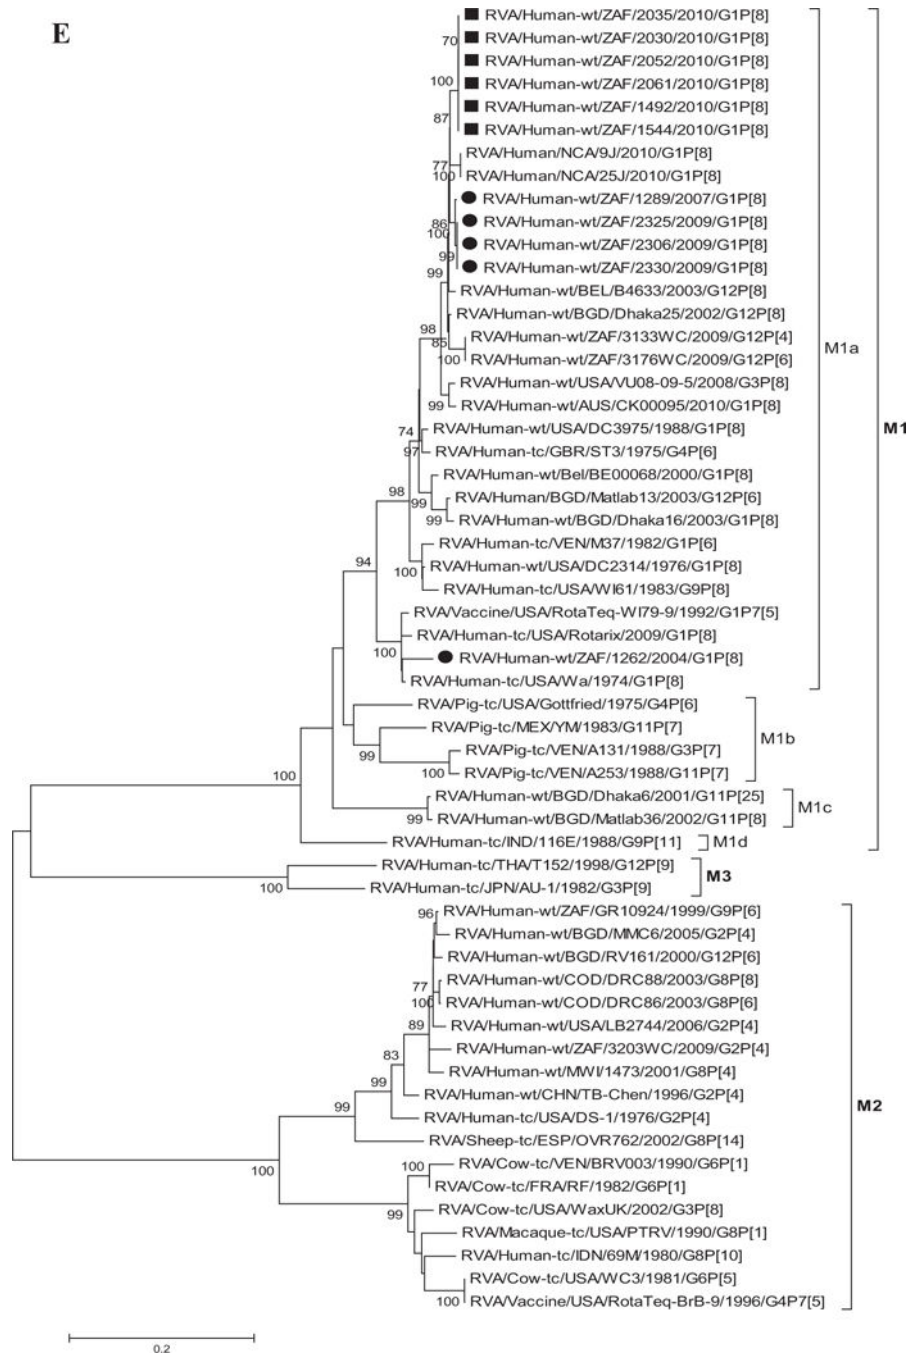 E
RVA/Human-wt/ZAF/2035/2010/G1P[8]
70
RVA/Human-wt/ZAF/2030/2010/G1P[8]
RVA/Human-wt/ZAF/2052/2010/G1P[8]
100
RVA/Human-wt/ZAF/2061/2010/G1P[8]
RVA/Human-wt/ZAF/1492/2010/G1P[8]
87
RVA/Human-wt/ZAF/1544/2010/G1P[8]
RVA/Human/NCA/9J/2010/G1P[8]
77
100
RVA/Human/NCA/25J/2010/G1P[8]
RVA/Human-wt/ZAF/1289/2007/G1P[8]
86
RVA/Human-wt/ZAF/2325/2009/G1P[8]
100
RVA/Human-wt/ZAF/2306/2009/G1P[8]
99
RVA/Human-wt/ZAF/2330/2009/G1P[8]
99
RVA/Human-wt/BEL/B4633/2003/G12P[8]
RVA/Human-wt/BGD/Dhaka25/2002/G12P[8]
98
RVA/Human-wt/ZAF/3133WC/2009/G12P[4]
85
M1a
100
RVA/Human-wt/ZAF/3176WC/2009/G12P[6]
RVA/Human-wt/USA/VU08-09-5/2008/G3P[8]
99
RVA/Human-wt/AUS/CK00095/2010/G1P[8]
74
RVA/Human-wt/USA/DC3975/1988/G1P[8]
M1
97
RVA/Human-tc/GBR/ST3/1975/G4P[6]
RVA/Human-wt/Bel/BE00068/2000/G1P[8]
98
99
RVA/Human/BGD/Matlab13/2003/G12P[6]
99
RVA/Human-wt/BGD/Dhaka16/2003/G1P[8]
RVA/Human-tc/VEN/M37/1982/G1P[6]
94
100
RVA/Human-wt/USA/DC2314/1976/G1P[8]
RVA/Human-tc/USA/WI61/1983/G9P[8]
RVA/Vaccine/USA/RotaTeq-WI79-9/1992/G1P7[5]
RVA/Human-tc/USA/Rotarix/2009/G1P[8]
100
RVA/Human-wt/ZAF/1262/2004/G1P[8]
RVA/Human-tc/USA/Wa/1974/G1P[8]
RVA/Pig-tc/USA/Gottfried/1975/G4P[6]
RVA/Pig-tc/MEX/YM/1983/G11P[7]
M1b
99
RVA/Pig-tc/VEN/A131/1988/G3P[7]
100
RVA/Pig-tc/VEN/A253/1988/G11P[7]
100
RVA/Human-wt/BGD/Dhaka6/2001/G11P[25]
M1c
99
RVA/Human-wt/BGD/Matlab36/2002/G11P[8]
RVA/Human-tc/IND/116E/1988/G9P[11]
M1d
RVA/Human-tc/THA/T152/1998/G12P[9]
M3
100
RVA/Human-tc/JPN/AU-1/1982/G3P[9]
96
RVA/Human-wt/ZAF/GR10924/1999/G9P[6]
RVA/Human-wt/BGD/MMC6/2005/G2P[4]
RVA/Human-wt/BGD/RV161/2000/G12P[6]
77
RVA/Human-wt/COD/DRC88/2003/G8P[8]
100
RVA/Human-wt/COD/DRC86/2003/G8P[6]
89
RVA/Human-wt/USA/LB2744/2006/G2P[4]
RVA/Human-wt/ZAF/3203WC/2009/G2P[4]
83
RVA/Human-wt/MWI/1473/2001/G8P[4]
99
RVA/Human-wt/CHN/TB-Chen/1996/G2P[4]
M2
99
RVA/Human-tc/USA/DS-1/1976/G2P[4]
RVA/Sheep-tc/ESP/OVR762/2002/G8P[14]
100
100
RVA/Cow-tc/VEN/BRV003/1990/G6P[1]
RVA/Cow-tc/FRA/RF/1982/G6P[1]
99
RVA/Cow-tc/USA/WaxUK/2002/G3P[8]
RVA/Macaque-tc/USA/PTRV/1990/G8P[1]
RVA/Human-tc/IDN/69M/1980/G8P[10]
RVA/Cow-tc/USA/WC3/1981/G6P[5]
100
RVA/Vaccine/USA/RotaTeq-BrB-9/1996/G4P7[5]
0.2